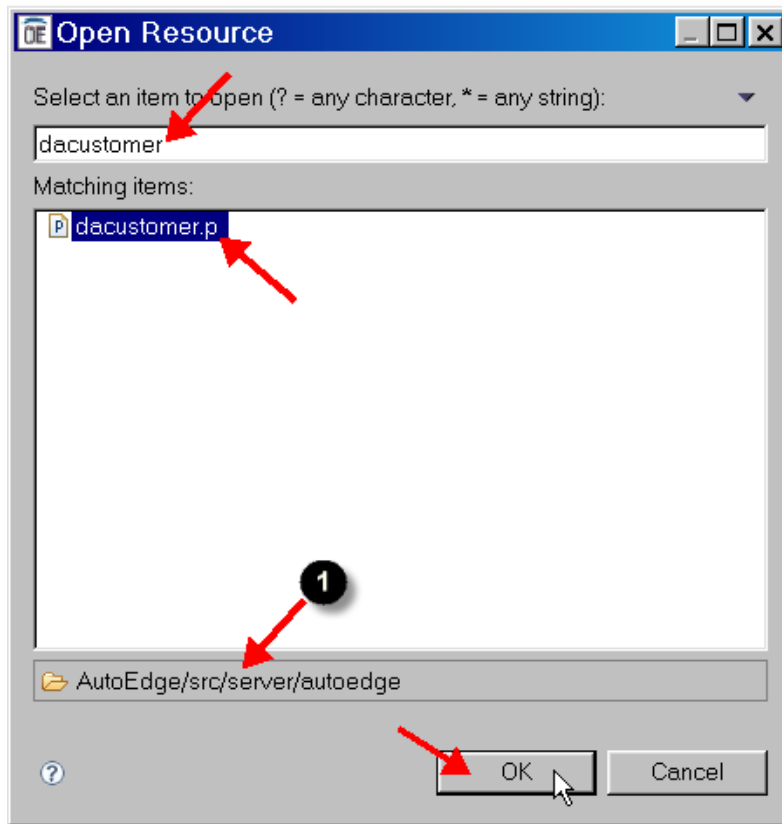 OE Open Resource
Select an item to open (? = any character, * = any string):
dacustomer
Matching items:
P dacustomer.p
1
AutoEdge/src/server/autoedge
? OK Cancel